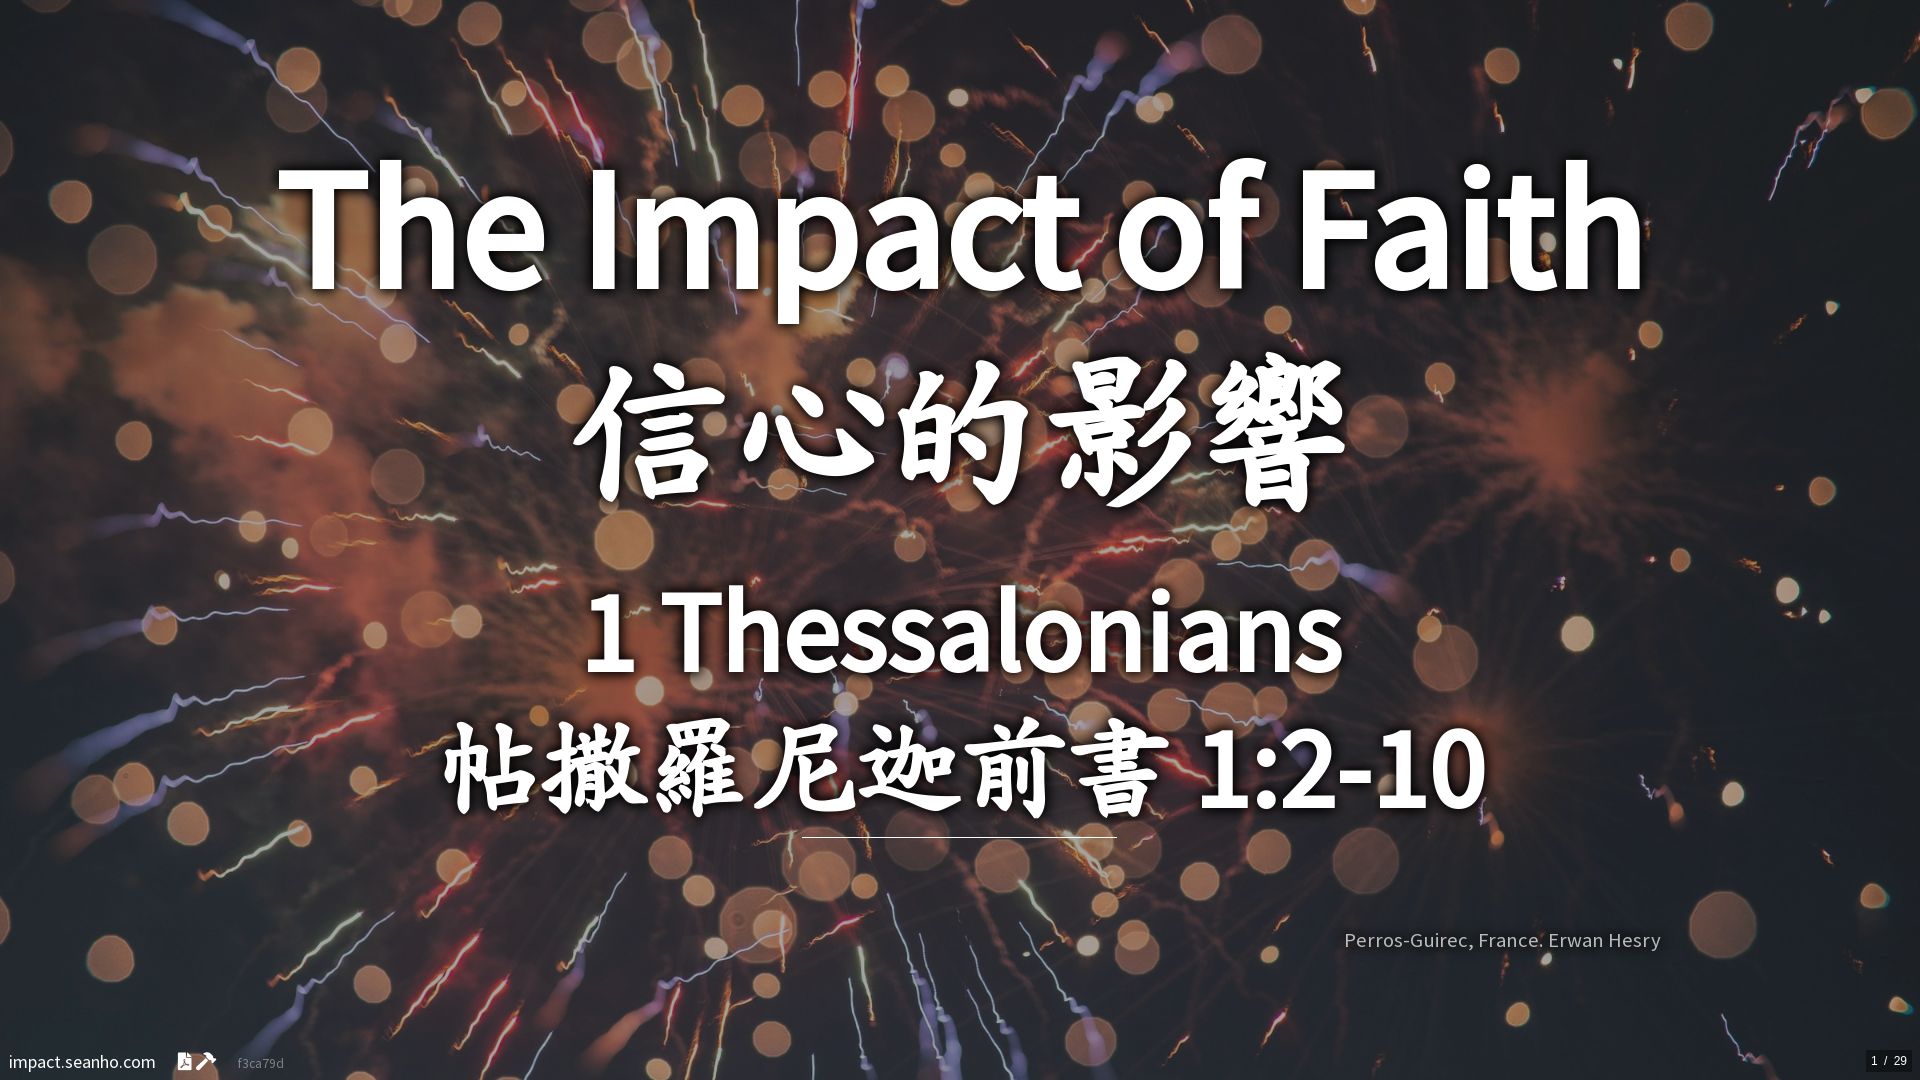 The Impact of Faith
信心的影響
1 Thessalonians
帖撒羅尼迦前書 1:2-10
Perros-Guirec, France. Erwan Hesry
impact.seanho.com f3ca79d
1 / 29